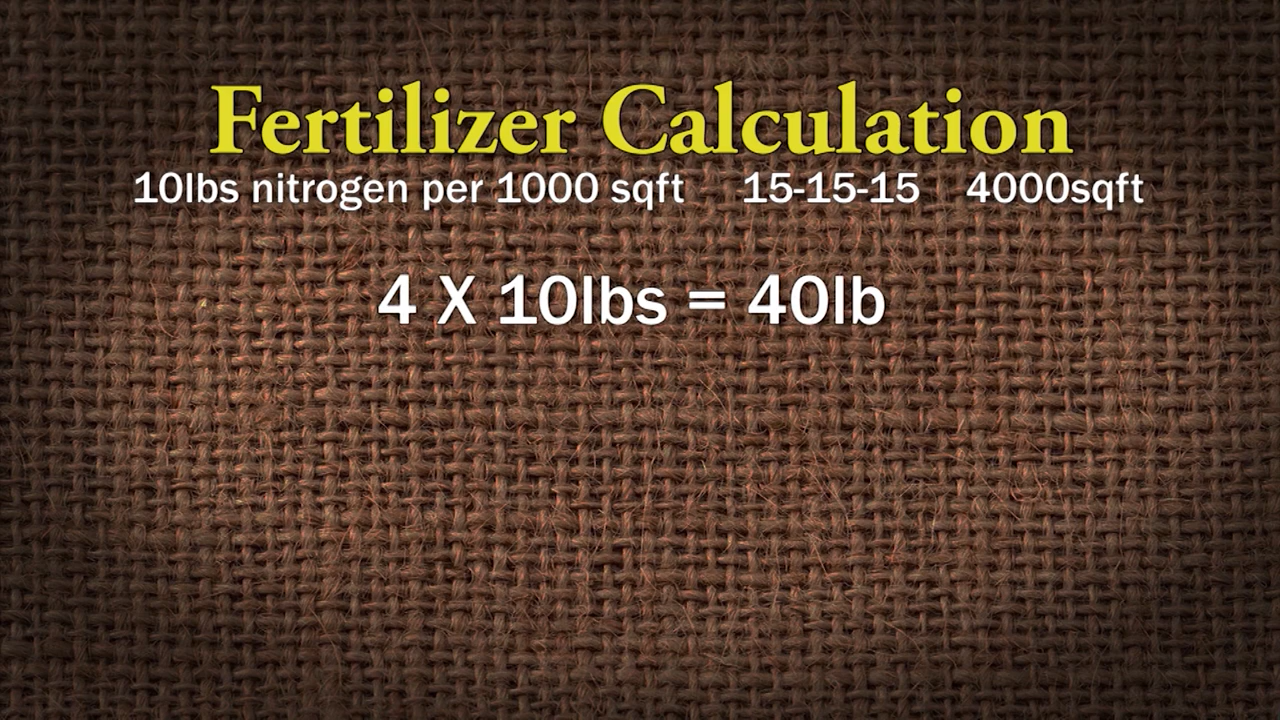 Fertilizer Calculation
10lbs nitrogen per 1000 sqft 15-15-15 4000sqft
4 X 10lbs = 40lb